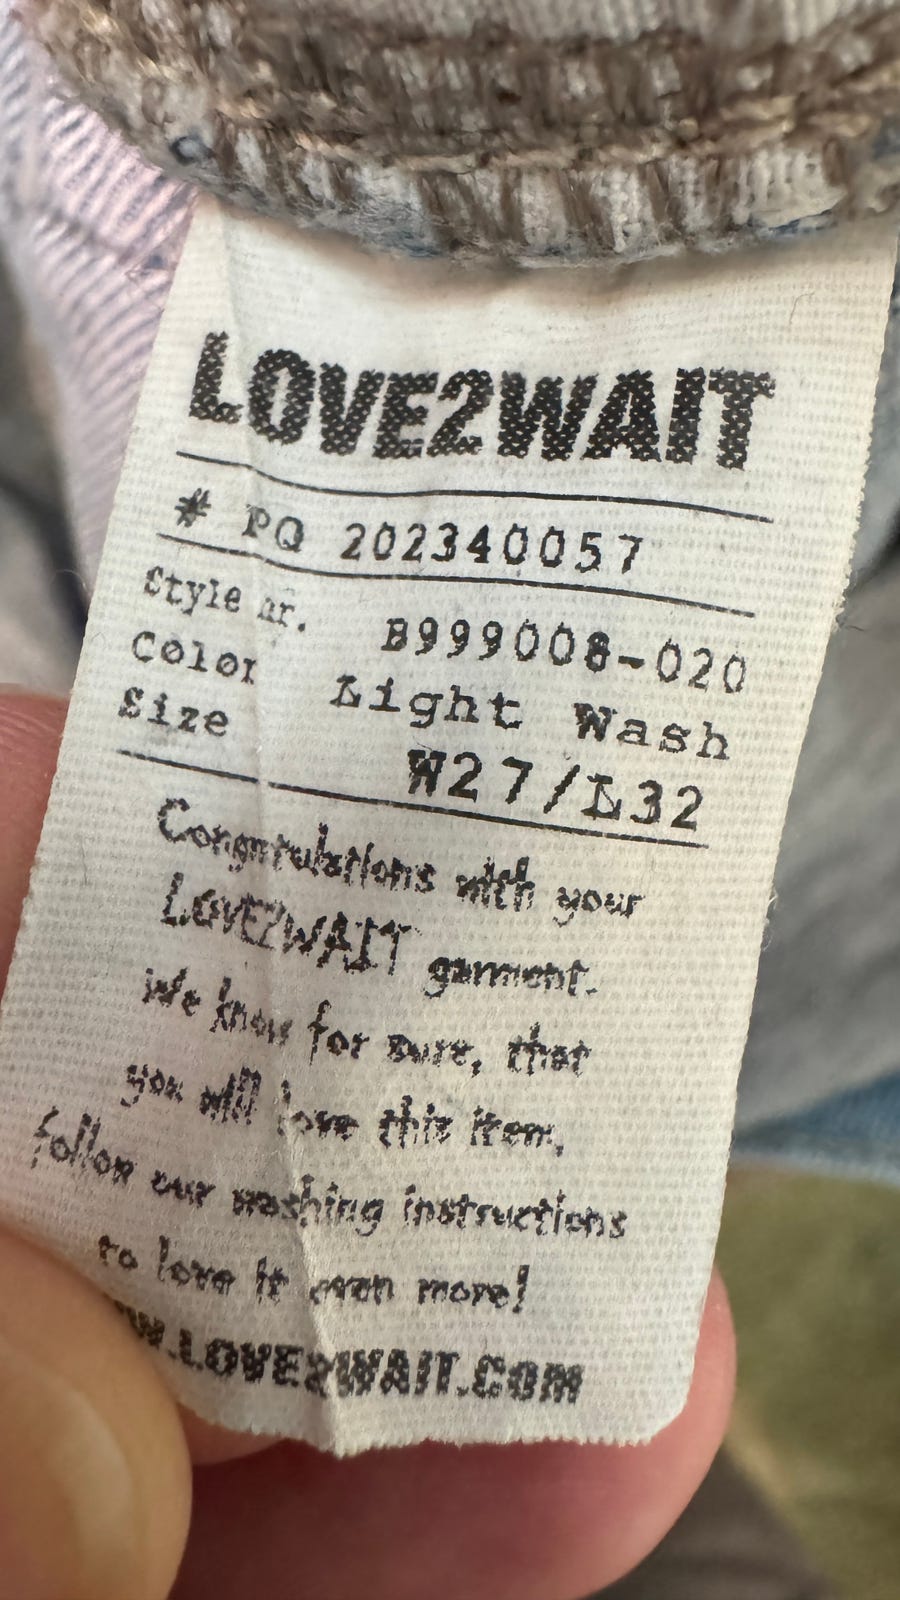 LOVE2WAIT
# PQ 202340057
Style nr. B999008-020
Color Light Wash
Size W27/L32
Congratulations with your
LOVE2WAIT garment.
We know for sure, that
you will love this item,
follow our washing instructions
to love it even more!
W.LOVE2WAIT.COM